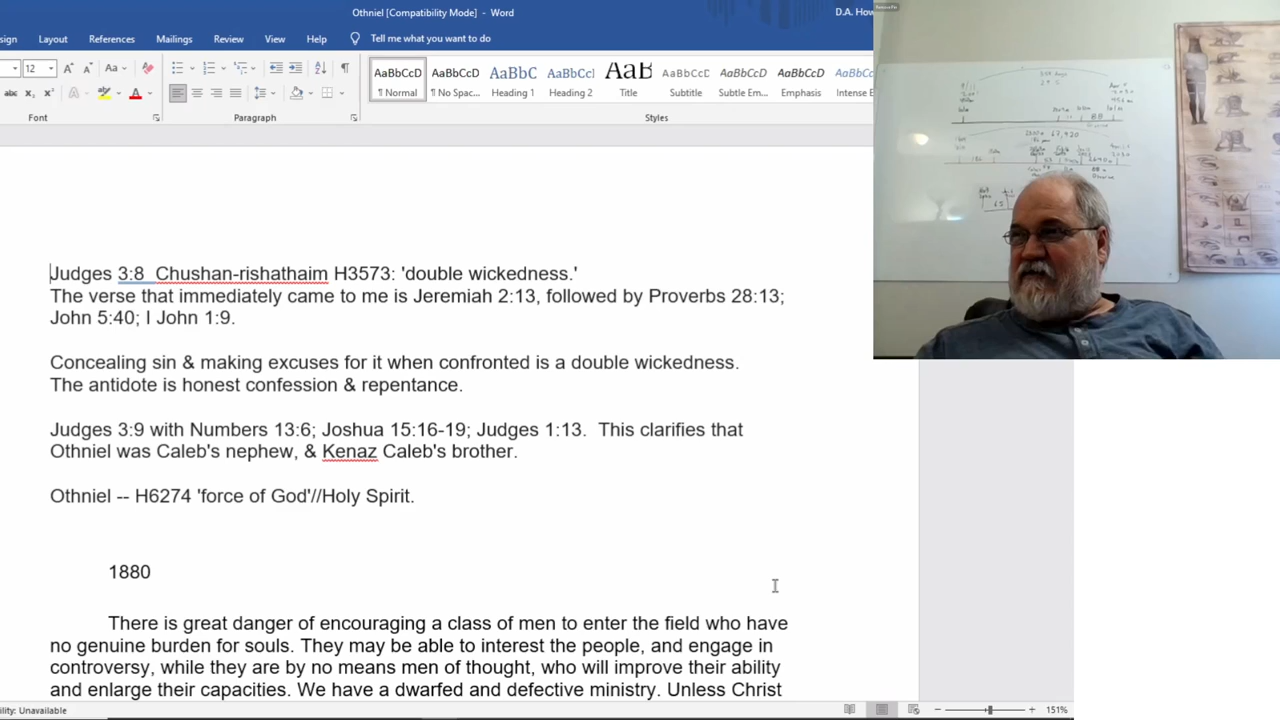 Othniel [Compatibility Mode] - Word
D.A. How
sign Layout References Mailings Review View Help Tell me what you want to do
12 Aa
abc x₂ x² A A
AaBbCcD AaBbCcD AaBbC AaBbCc AaB AaBbCcD AaBbCcD AaBbCcD AaBbC
¶ Normal ¶ No Spac... Heading 1 Heading 2 Title Subtitle Subtle Em... Emphasis Intense E
Font Paragraph Styles
Judges 3:8 Chushan-rishathaim H3573: 'double wickedness.'
The verse that immediately came to me is Jeremiah 2:13, followed by Proverbs 28:13;
John 5:40; I John 1:9.
Concealing sin & making excuses for it when confronted is a double wickedness.
The antidote is honest confession & repentance.
Judges 3:9 with Numbers 13:6; Joshua 15:16-19; Judges 1:13. This clarifies that
Othniel was Caleb's nephew, & Kenaz Caleb's brother.
Othniel -- H6274 'force of God'//Holy Spirit.
1880
There is great danger of encouraging a class of men to enter the field who have
no genuine burden for souls. They may be able to interest the people, and engage in
controversy, while they are by no means men of thought, who will improve their ability
and enlarge their capacities. We have a dwarfed and defective ministry. Unless Christ
ility: Unavailable
151%
67,920